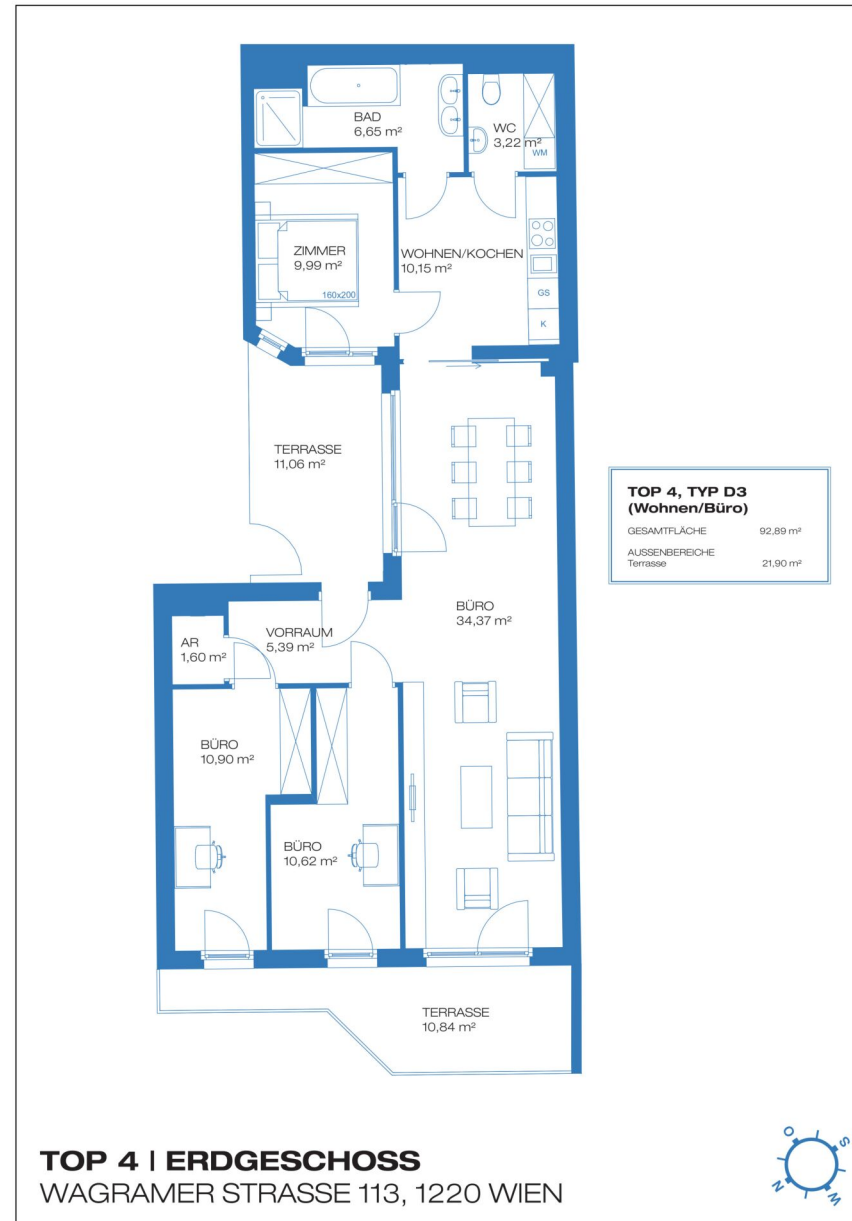 BAD
6,65 m²
WC
3,22 m²
WM
ZIMMER
9,99 m²
160x200
WOHNEN/KOCHEN
10,15 m²
GS
K
TERRASSE
11,06 m²
TOP 4, TYP D3
(Wohnen/Büro)
GESAMTFLÄCHE 92,89 m²
AUSSENBEREICHE
Terrasse 21,90 m²
BÜRO
34,37 m²
AR
1,60 m²
VORRAUM
5,39 m²
BÜRO
10,90 m²
BÜRO
10,62 m²
TERRASSE
10,84 m²
TOP 4 | ERDGESCHOSS
WAGRAMER STRASSE 113, 1220 WIEN
O
S
N
W